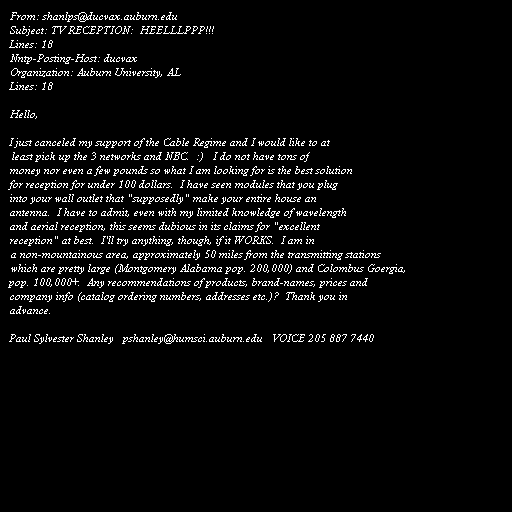 From: shanlps@ducvax.auburn.edu
Subject: TV RECEPTION:  HEELLLPPP!!!
Lines: 18
Nntp-Posting-Host: ducvax
Organization: Auburn University, AL
Lines: 18

Hello,

I just canceled my support of the Cable Regime and I would like to at
least pick up the 3 networks and NBC.  :)   I do not have tons of
money nor even a few pounds so what I am looking for is the best solution
for reception for under 100 dollars.  I have seen modules that you plug
into your wall outlet that "supposedly" make your entire house an
antenna.  I have to admit, even with my limited knowledge of wavelength
and aerial reception, this seems dubious in its claims for "excellent
reception" at best.  I'll try anything, though, if it WORKS.  I am in
a non-mountainous area, approximately 50 miles from the transmitting stations
which are pretty large (Montgomery Alabama pop. 200,000) and Colombus Goergia,
pop. 100,000+.  Any recommendations of products, brand-names, prices and
company info (catalog ordering numbers, addresses etc.)?  Thank you in
advance.

Paul Sylvester Shanley   pshanley@humsci.auburn.edu   VOICE 205 887 7440